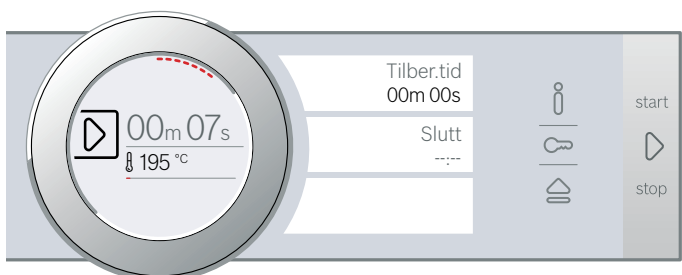 00m 07s
195 °C
Tilber.tid
00m 00s
Slutt
--:--
start
stop